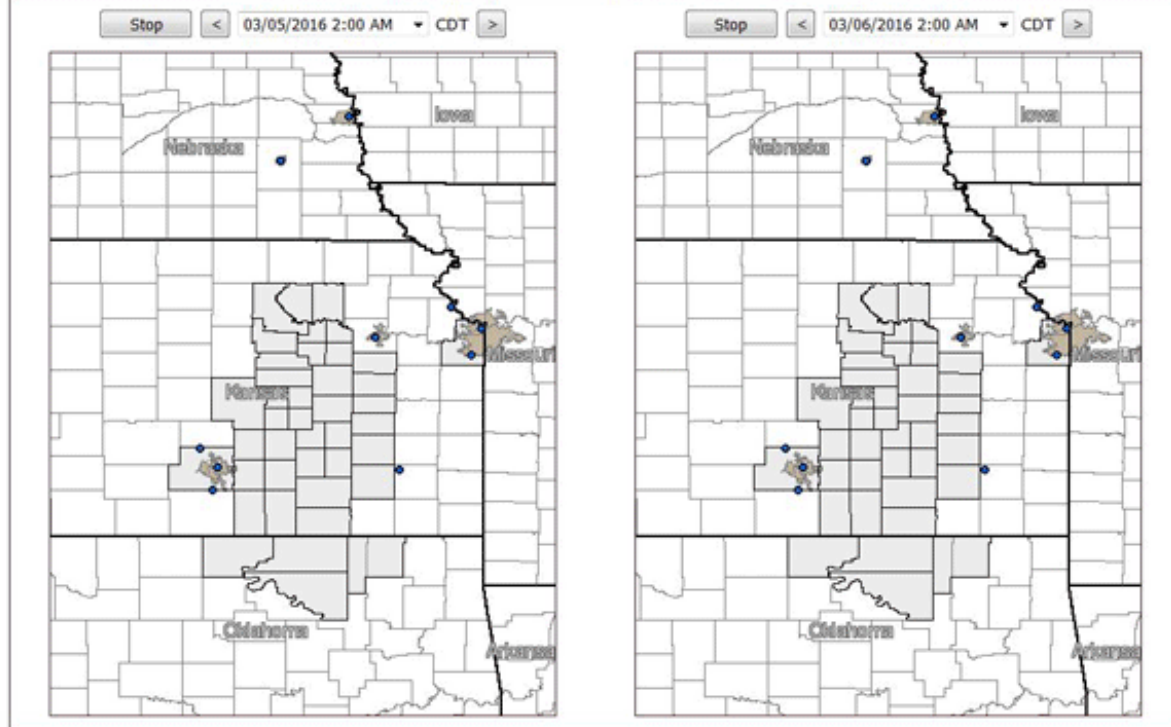 Stop < 03/05/2016 2:00 AM CDT >
Iowa
Nebraska
Missouri
Kansas
Oklahoma
Arkansas
Stop < 03/06/2016 2:00 AM CDT >
Iowa
Nebraska
Missouri
Kansas
Oklahoma
Arkansas